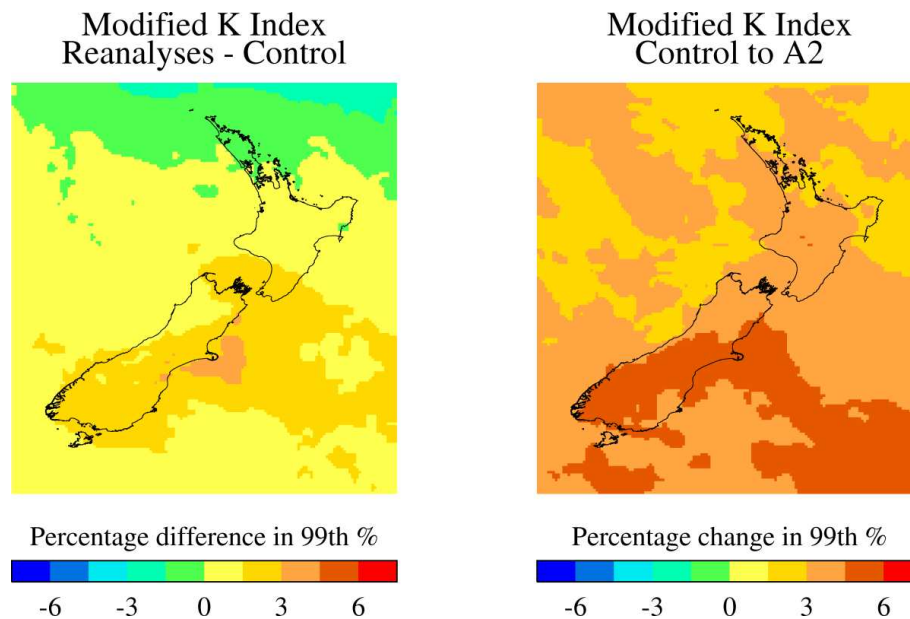 Modified K Index
Reanalyses - Control
Percentage difference in 99th %
-6 -3 0 3 6
Modified K Index
Control to A2
Percentage change in 99th %
-6 -3 0 3 6